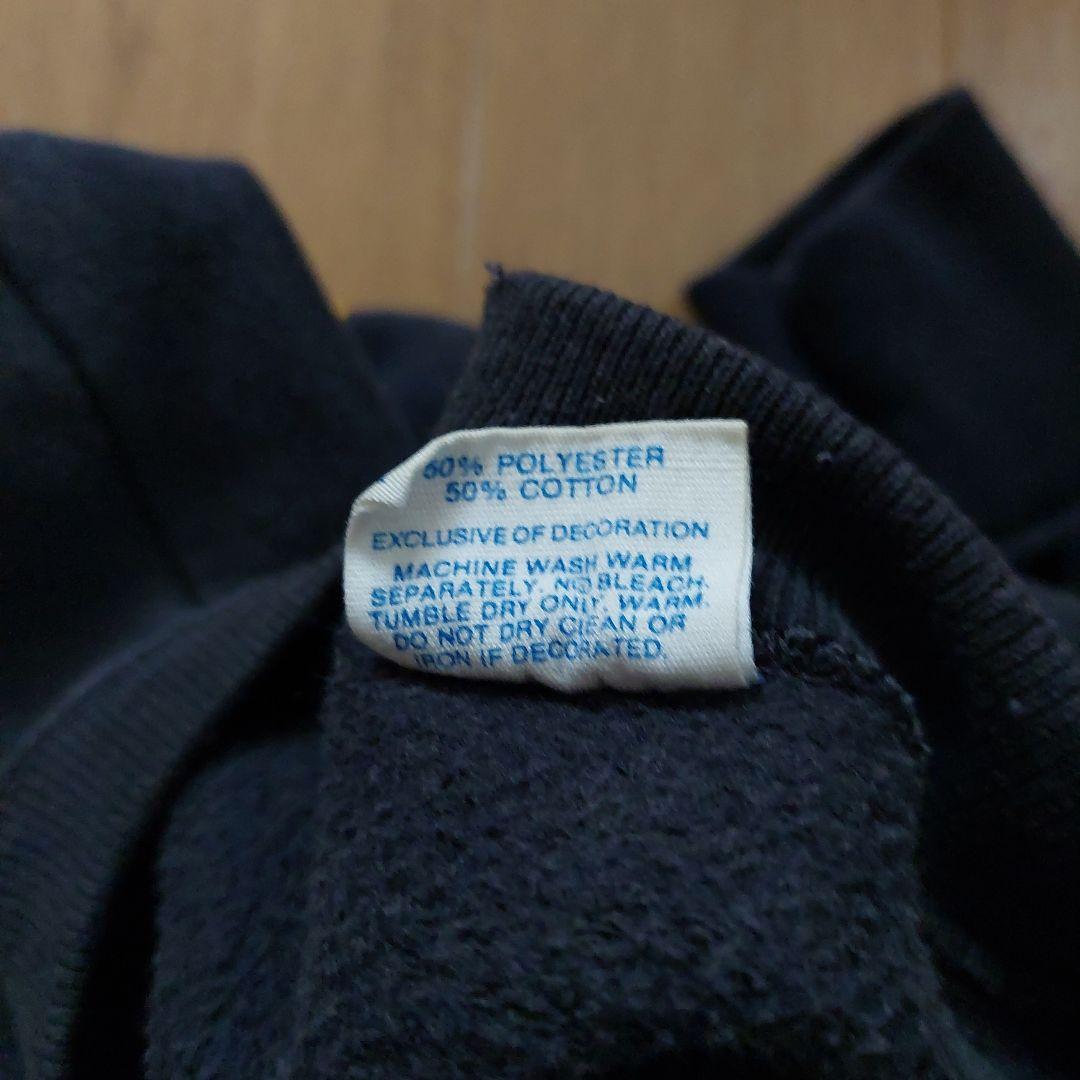 50% POLYESTER
50% COTTON
EXCLUSIVE OF DECORATION
MACHINE WASH WARM
SEPARATELY. NO BLEACH.
TUMBLE DRY ONLY, WARM.
DO NOT DRY CLEAN OR
IRON IF DECORATED.